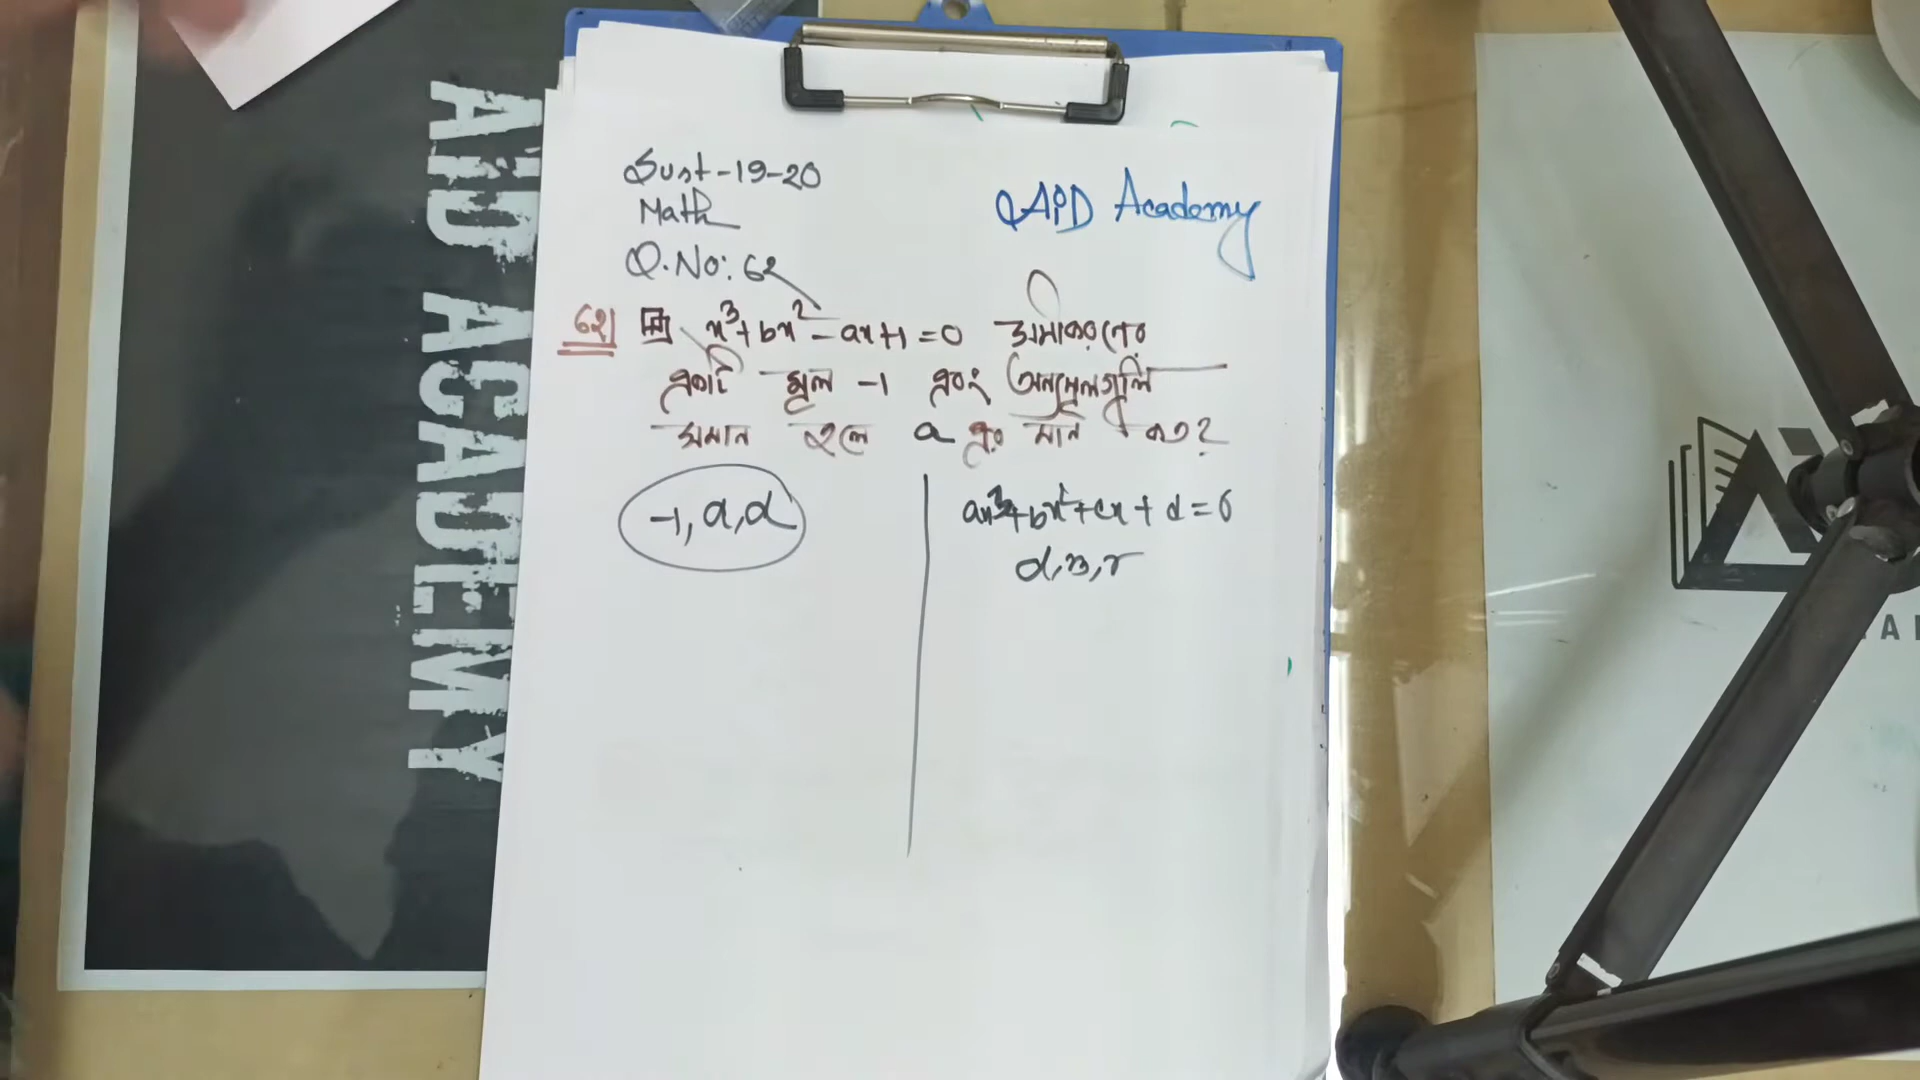 Sust-19-20
Math
Q.No: 62
QAiD Academy
৬২। x³+bx²-ax+1=0 সমীকরণের
একটি মূল -1 এবং অন্যমূলগুলি
সমান হলে a এর মান কত?
-1, α, α
ax³+bx²+cx+d=0
α, β, γ
AID ACADEMY